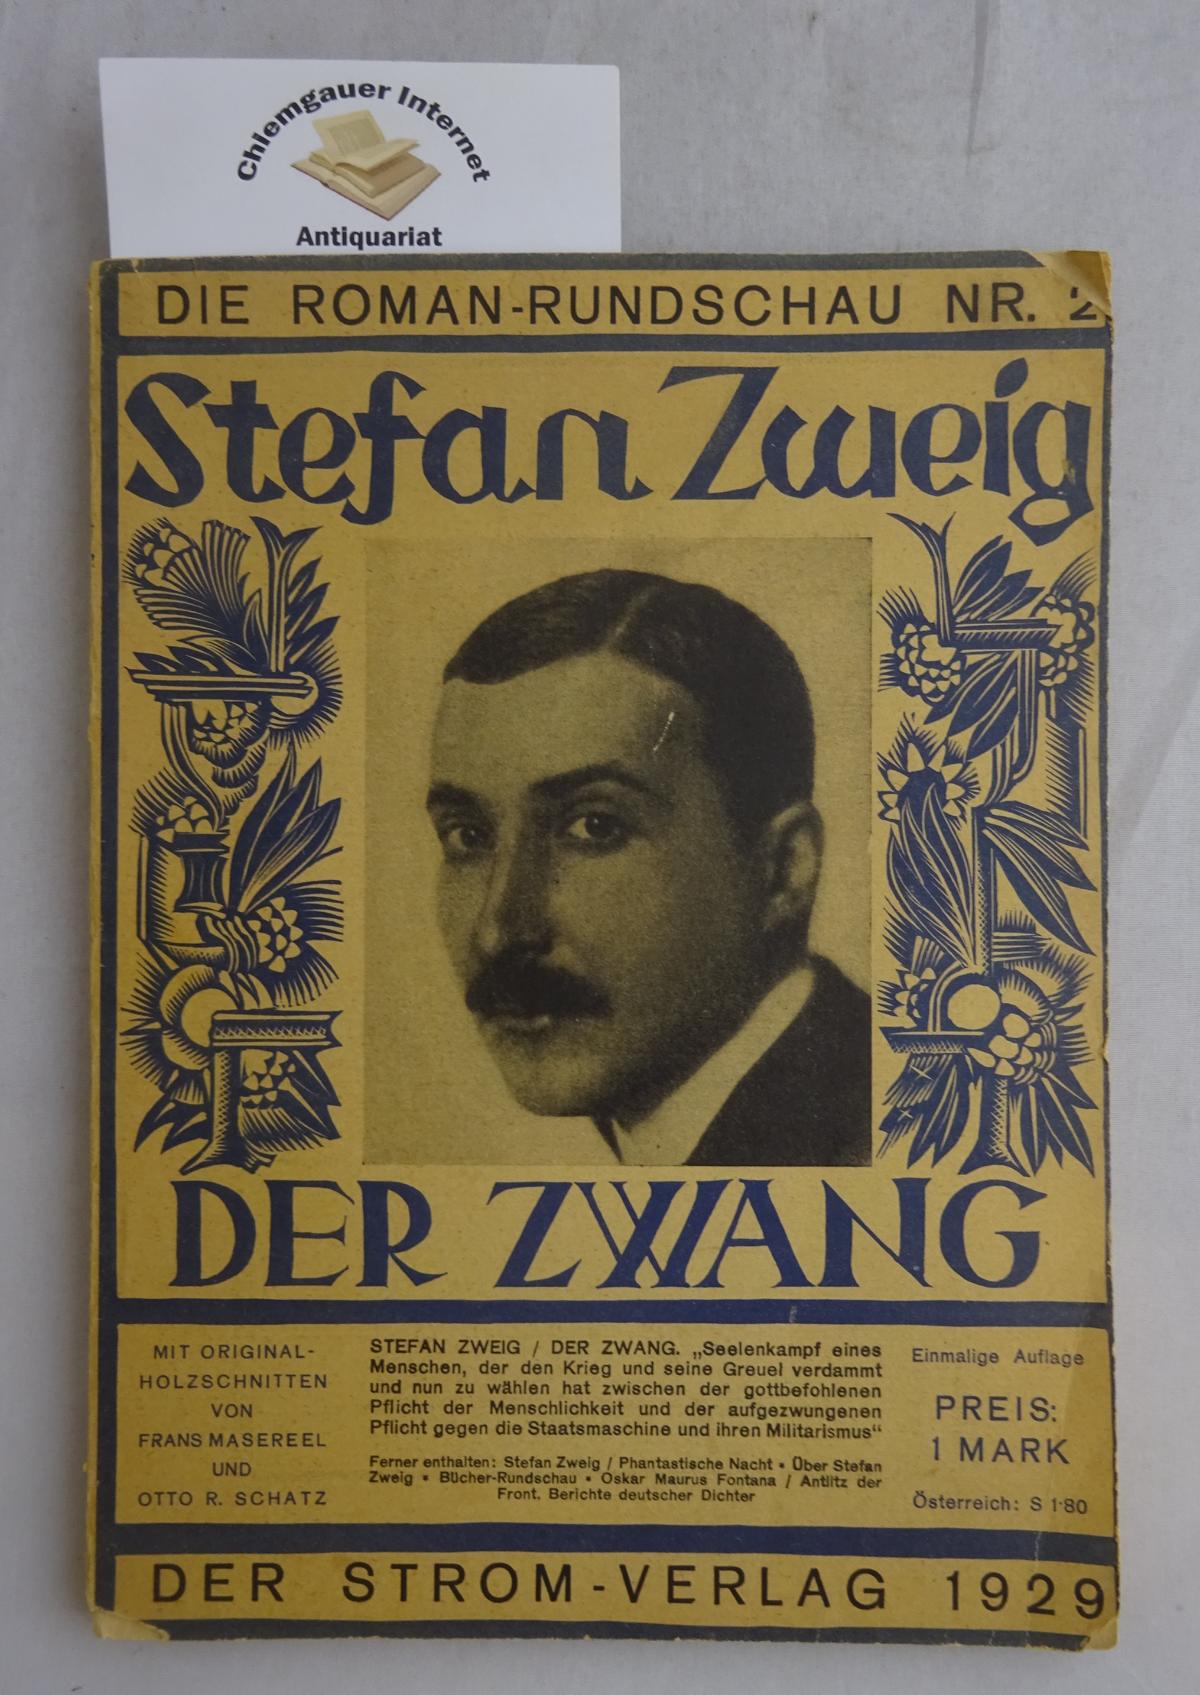 Chiemgauer Internet
Antiquariat
DIE ROMAN-RUNDSCHAU NR. 2
Stefan Zweig
DER ZWANG
MIT ORIGINAL-
HOLZSCHNITTEN
VON
FRANS MASEREEL
UND
OTTO R. SCHATZ
STEFAN ZWEIG / DER ZWANG. „Seelenkampf eines
Menschen, der den Krieg und seine Greuel verdammt
und nun zu wählen hat zwischen der gottbefohlenen
Pflicht der Menschlichkeit und der aufgezwungenen
Pflicht gegen die Staatsmaschine und ihren Militarismus“
Ferner enthalten: Stefan Zweig / Phantastische Nacht ▪ Über Stefan
Zweig ▪ Bücher-Rundschau ▪ Oskar Maurus Fontana / Antlitz der
Front. Berichte deutscher Dichter
Einmalige Auflage
PREIS:
1 MARK
Österreich: S 1·80
DER STROM-VERLAG 1929